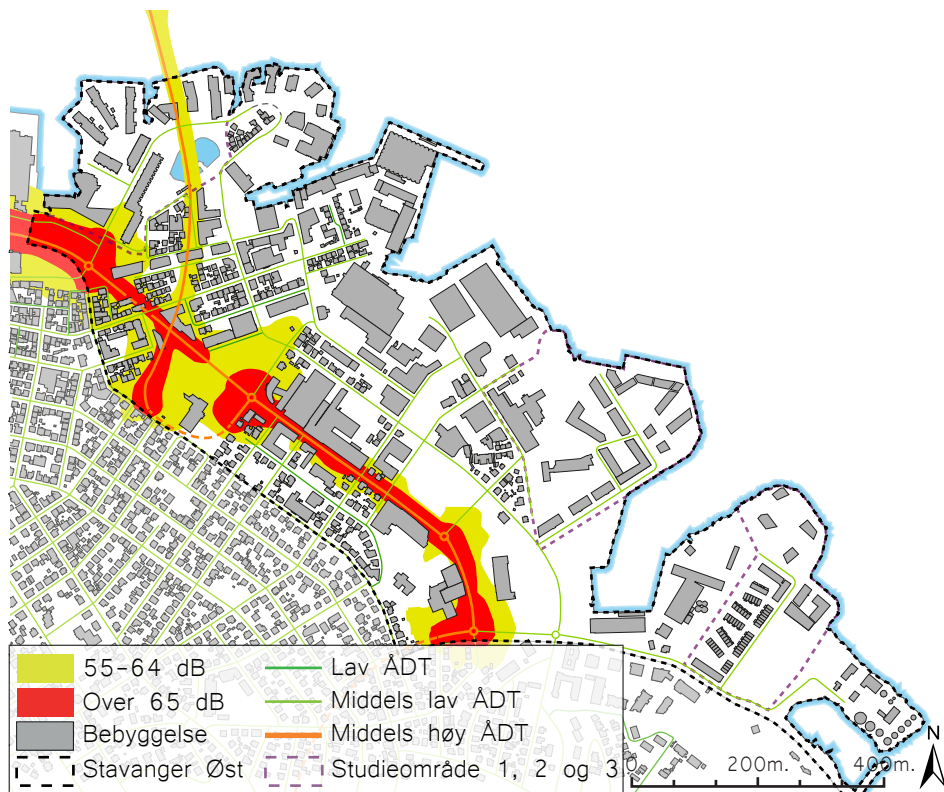 55-64 dB
Over 65 dB
Bebyggelse
Stavanger Øst
Lav ÅDT
Middels lav ÅDT
Middels høy ÅDT
Studieområde 1, 2 og 3
0 200m. 400m.
N